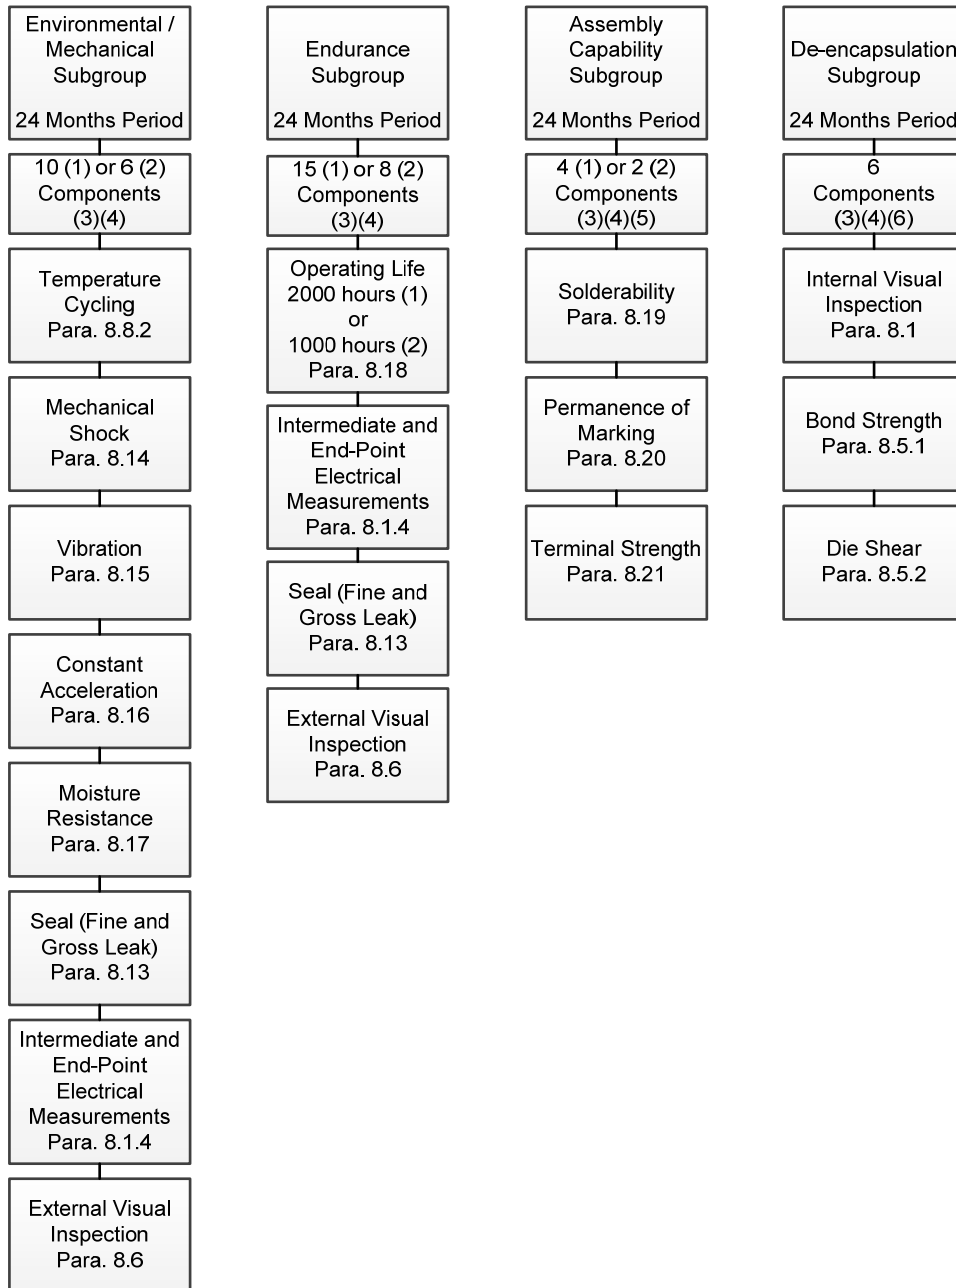 Environmental /
Mechanical
Subgroup
24 Months Period
10 (1) or 6 (2)
Components
(3)(4)
Temperature
Cycling
Para. 8.8.2
Mechanical
Shock
Para. 8.14
Vibration
Para. 8.15
Constant
Acceleration
Para. 8.16
Moisture
Resistance
Para. 8.17
Seal (Fine and
Gross Leak)
Para. 8.13
Intermediate and
End-Point
Electrical
Measurements
Para. 8.1.4
External Visual
Inspection
Para. 8.6
Endurance
Subgroup
24 Months Period
15 (1) or 8 (2)
Components
(3)(4)
Operating Life
2000 hours (1)
or
1000 hours (2)
Para. 8.18
Intermediate and
End-Point
Electrical
Measurements
Para. 8.1.4
Seal (Fine and
Gross Leak)
Para. 8.13
External Visual
Inspection
Para. 8.6
Assembly
Capability
Subgroup
24 Months Period
4 (1) or 2 (2)
Components
(3)(4)(5)
Solderability
Para. 8.19
Permanence of
Marking
Para. 8.20
Terminal Strength
Para. 8.21
De-encapsulation
Subgroup
24 Months Period
6
Components
(3)(4)(6)
Internal Visual
Inspection
Para. 8.1
Bond Strength
Para. 8.5.1
Die Shear
Para. 8.5.2